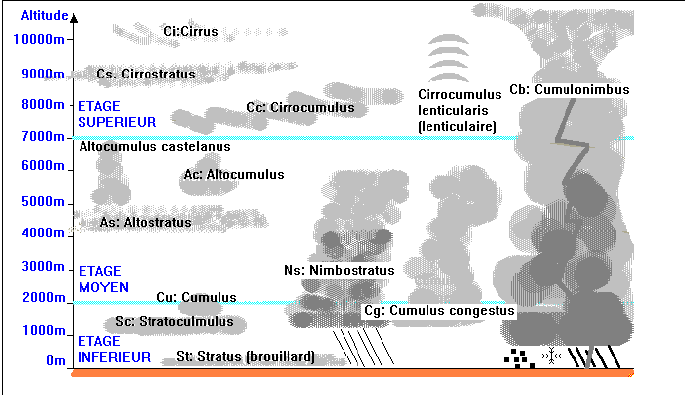 Altitude
10000m
Ci:Cirrus
9000m
Cs. Cirrostratus
8000m
ETAGE
SUPERIEUR
Cc: Cirrocumulus
Cirrocumulus
lenticularis
(lenticulaire)
Cb: Cumulonimbus
7000m
Altocumulus castelanus
6000m
Ac: Altocumulus
5000m
As: Altostratus
4000m
3000m
ETAGE
MOYEN
Ns: Nimbostratus
2000m
Cu: Cumulus
Cg: Cumulus congestus
Sc: Stratoculmulus
1000m
ETAGE
INFERIEUR
St: Stratus (brouillard)
0m